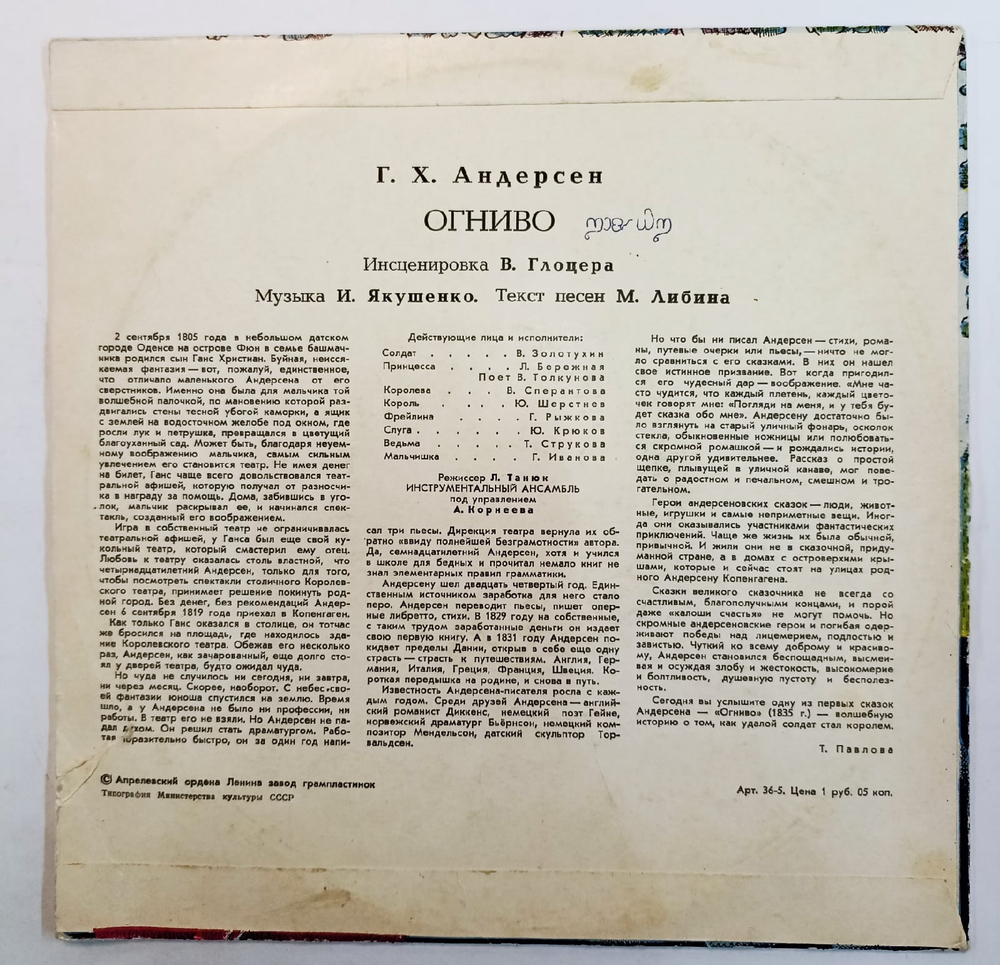 Г. Х. Андерсен
ОГНИВО
Инсценировка В. Глоцера
Музыка И. Якушенко. Текст песен М. Либина
2 сентября 1805 года в небольшом датском
городе Оденсе на острове Фюн в семье башмач-
ника родился сын Ганс Христиан. Буйная, неисся-
каемая фантазия — вот, пожалуй, единственное,
что отличало маленького Андерсена от его
сверстников. Именно она была для мальчика той
волшебной палочкой, по мановению которой раз-
двигались стены тесной убогой каморки, а ящик
с землей на водосточном желобе под окном, где
росли лук и петрушка, превращался в цветущий
благоуханный сад. Может быть, благодаря неуем-
ному воображению мальчика, самым сильным
увлечением его становится театр. Не имея денег
на билет, Ганс чаще всего довольствовался теат-
ральной афишей, которую получал от разносчи-
ка в награду за помощь. Дома, забившись в уго-
лок, мальчик раскрывал ее, и начинался спек-
такль, созданный его воображением.
Игра в собственный театр не ограничивалась
театральной афишей, у Ганса был еще свой ку-
кольный театр, который смастерил ему отец.
Любовь к театру оказалась столь властной, что
четырнадцатилетний Андерсен, только для того,
чтобы посмотреть спектакли столичного Королев-
ского театра, принимает решение покинуть род-
ной город. Без денег, без рекомендаций Андер-
сен 6 сентября 1819 года приехал в Копенгаген.
Как только Ганс оказался в столице, он тотчас
же бросился на площадь, где находилось зда-
ние Королевского театра. Обежав его несколько
раз, Андерсен, как зачарованный, еще долго сто-
ял у дверей театра, будто ожидал чуда.
Но чуда не случилось ни сегодня, ни завтра,
ни через месяц. Скорее, наоборот. С небес сво-
ей фантазии юноша спустился на землю. Время
шло, а у Андерсена не было ни профессии, ни
работы. В театр его не взяли. Но Андерсен не па-
дал духом. Он решил стать драматургом. Рабо-
тая поразительно быстро, он за один год напи-
Действующие лица и исполнители:
Солдат . . . . . В. Золотухин
Принцесса . . . . Л. Борожная
Поет В. Толкунова
Королева . . . В. Сперантова
Король . . . . Ю. Шерстнев
Фрейлина . . . . Г. Рыжкова
Слуга . . . . . Ю. Крюков
Ведьма . . . . Т. Струкова
Мальчишка . . . . Г. Иванова
Режиссер Л. Танюк
ИНСТРУМЕНТАЛЬНЫЙ АНСАМБЛЬ
под управлением
А. Корнеева
сал три пьесы. Дирекция театра вернула их об-
ратно «ввиду полнейшей безграмотности» автора.
Да, семнадцатилетний Андерсен, хотя и учился
в школе для бедных и прочитал немало книг не
знал элементарных правил грамматики.
Андерсену шел двадцать четвертый год. Един-
ственным источником заработка для него стало
перо. Андерсен переводит пьесы, пишет опер-
ные либретто, стихи. В 1829 году на собственные,
с таким трудом заработанные деньги он издает
свою первую книгу. А в 1831 году Андерсен по-
кидает пределы Дании, открыв в себе еще одну
страсть — страсть к путешествиям. Англия, Гер-
мания, Италия, Греция, Франция, Швеция. Ко-
роткая передышка на родине, и снова в путь.
Известность Андерсена-писателя росла с каж-
дым годом. Среди друзей Андерсена — англий-
ский романист Диккенс, немецкий поэт Гейне,
норвежский драматург Бьёрнсон, немецкий ком-
позитор Мендельсон, датский скульптор Тор-
вальдсен.
Но что бы ни писал Андерсен — стихи, рома-
ны, путевые очерки или пьесы, — ничто не мог-
ло сравниться с его сказками. В них он нашел
свое истинное призвание. Вот когда пригодил-
ся его чудесный дар — воображение. «Мне ча-
сто чудится, что каждый плетень, каждый цвето-
чек говорят мне: «Погляди на меня, и у тебя бу-
дет сказка обо мне». Андерсену достаточно бы-
ло взглянуть на старый уличный фонарь, осколок
стекла, обыкновенные ножницы или полюбовать-
ся скромной ромашкой — и рождались истории,
одна другой удивительнее. Рассказ о простой
щепке, плывущей в уличной канаве, мог пове-
дать о радостном и печальном, смешном и тро-
гательном.
Герои андерсеновских сказок — люди, живот-
ные, игрушки и самые неприметные вещи. Иног-
да они оказывались участниками фантастических
приключений. Чаще же жизнь их была обычной,
привычной. И жили они не в сказочной, приду-
манной стране, а в домах с островерхими кры-
шами, которые и сейчас стоят на улицах род-
ного Андерсену Копенгагена.
Сказки великого сказочника не всегда со
счастливым, благополучными концами, и порой
даже «калоши счастья» не могут помочь. Но
скромные андерсеновские герои и погибая одер-
живают победы над лицемерием, подлостью и
завистью. Чуткий ко всему доброму и красиво-
му, Андерсен становился беспощадным, высмеи-
вая и осуждая злобу и жестокость, высокомерие
и болтливость, душевную пустоту и бесполез-
ность.
Сегодня вы услышите одну из первых сказок
Андерсена — «Огниво» (1835 г.) — волшебную
историю о том, как удалой солдат стал королем.
Т. Павлова
© Апрелевский ордена Ленина завод грампластинок
Типография Министерства культуры СССР
Арт. 36-5. Цена 1 руб. 05 коп.